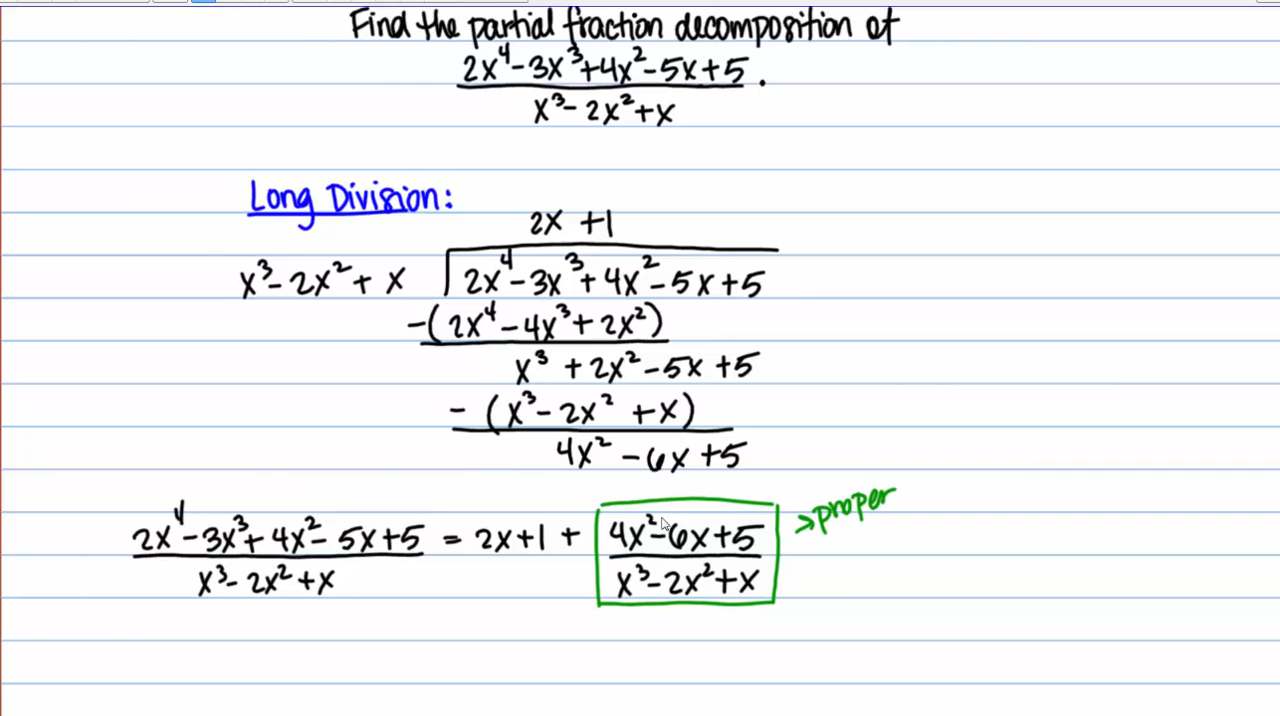 Find the partial fraction decomposition of
2x⁴-3x³+4x²-5x+5
x³-2x²+x .
Long Division:
2x +1
x³-2x²+x 2x⁴-3x³+4x²-5x+5
-(2x⁴-4x³+2x²)
x³+2x²-5x+5
-(x³-2x²+x)
4x²-6x+5
>proper
2x⁴-3x³+4x²-5x+5 = 2x+1 + 4x²-6x+5
x³-2x²+x x³-2x²+x